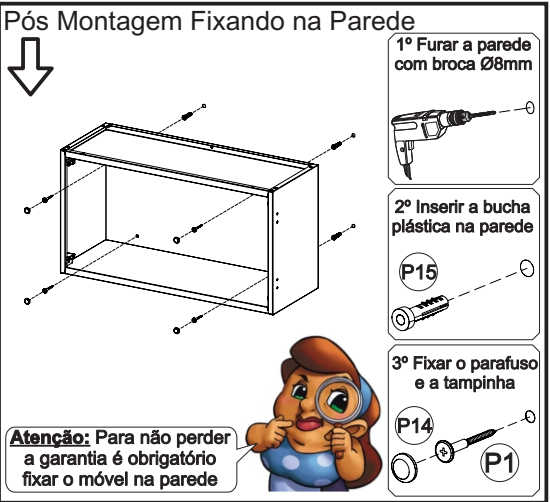 Pós Montagem Fixando na Parede
1º Furar a parede
com broca Ø8mm
2º Inserir a bucha
plástica na parede
P15
3º Fixar o parafuso
e a tampinha
P14
P1
Atenção: Para não perder
a garantia é obrigatório
fixar o móvel na parede